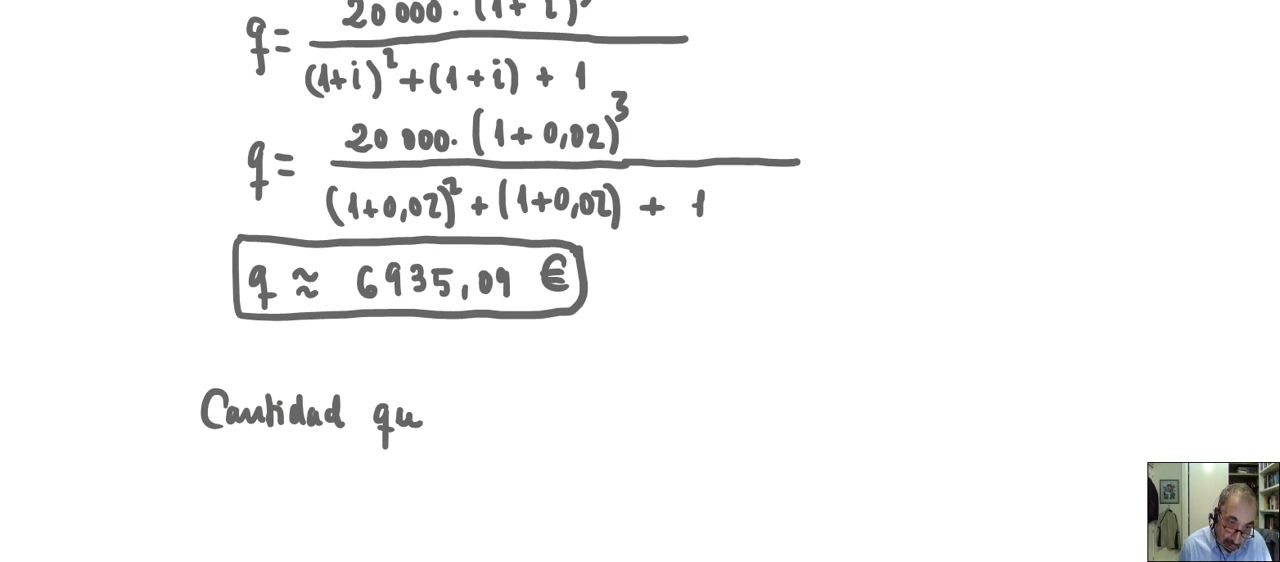 20 000 · (1 + i)³
q =
(1+i)² + (1+i) + 1
20 000 · (1 + 0,02)³
q =
(1+0,02)² + (1+0,02) + 1
q ≈ 6935,09 €
Cantidad qu